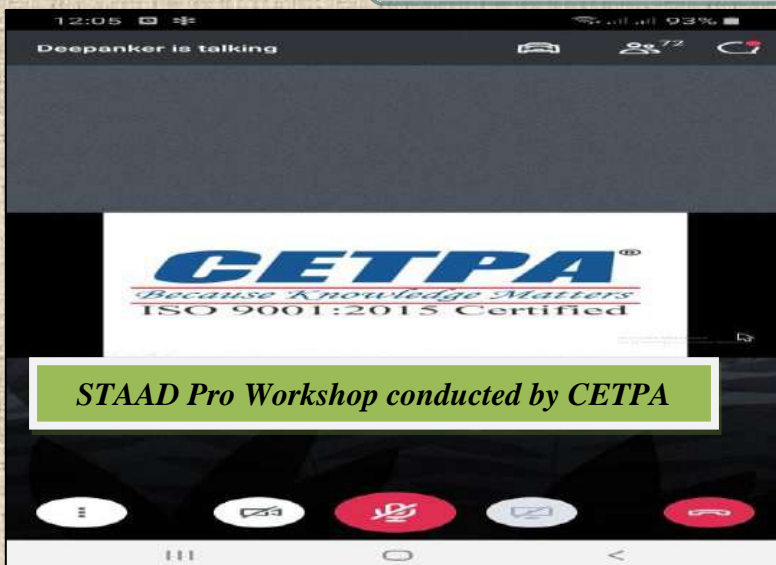 12:05
93%
Deepanker is talking
72
CETPA®
Because Knowledge Matters
ISO 9001:2015 Certified
STAAD Pro Workshop conducted by CETPA